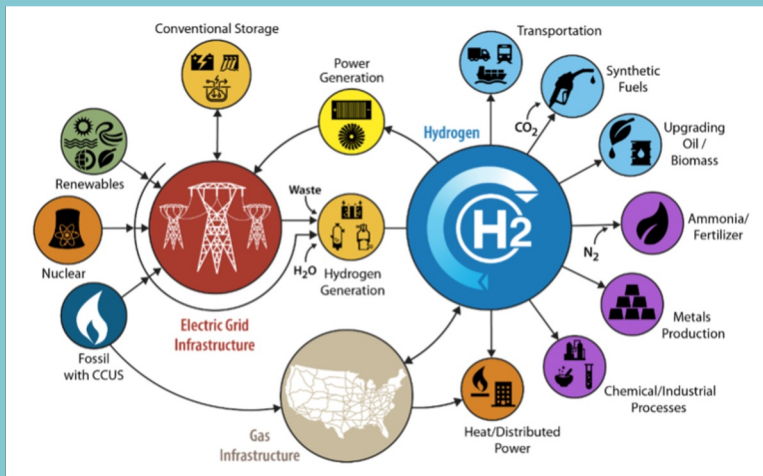 Conventional Storage
Power
Generation
Transportation
Hydrogen
Synthetic
Fuels
CO2
Upgrading
Oil /
Biomass
Renewables
Waste
H2
Ammonia/
Fertilizer
N2
Nuclear
H2O
Hydrogen
Generation
Electric Grid
Infrastructure
Metals
Production
Fossil
with CCUS
Chemical/Industrial
Processes
Gas
Infrastructure
Heat/Distributed
Power